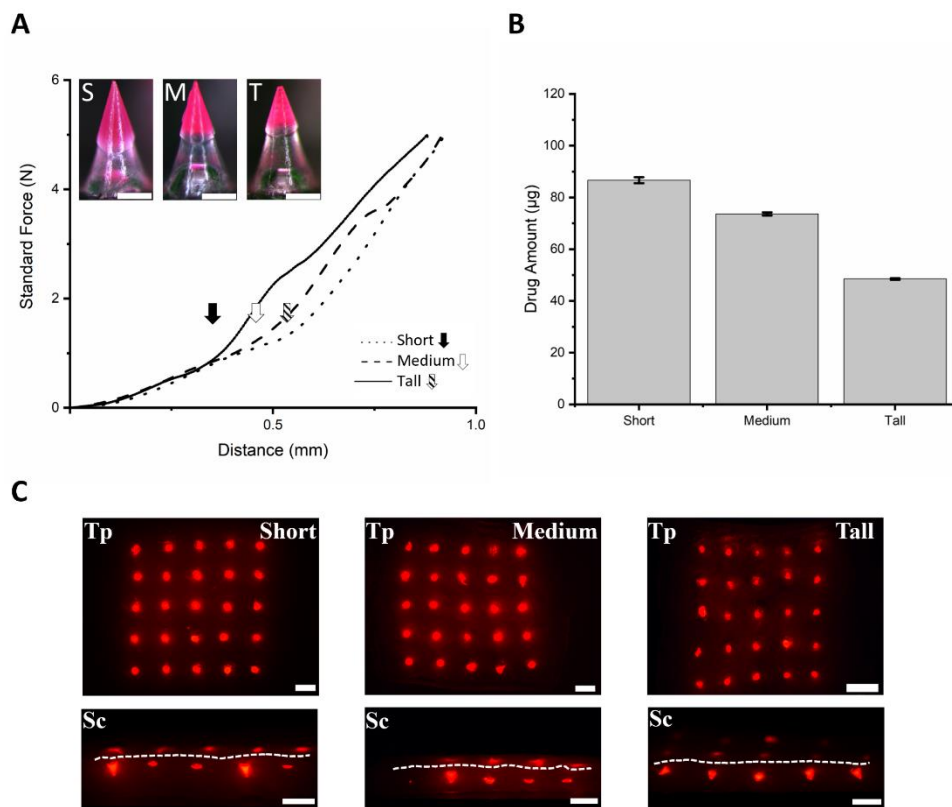 A
Standard Force (N)
6
4
2
0
S
M
T
Short
Medium
Tall
0.5
1.0
Distance (mm)
B
Drug Amount (µg)
120
100
80
60
40
20
0
Short
Medium
Tall
C
Tp Short
Tp Medium
Tp Tall
Sc
Sc
Sc